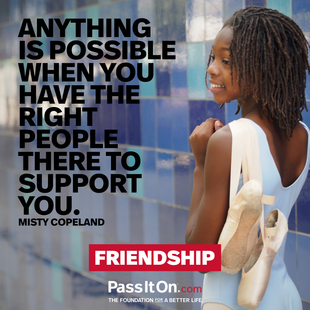 ANYTHING
IS POSSIBLE
WHEN YOU
HAVE THE
RIGHT
PEOPLE
THERE TO
SUPPORT
YOU.
MISTY COPELAND
FRIENDSHIP
PassItOn.com
THE FOUNDATION FOR A BETTER LIFE.